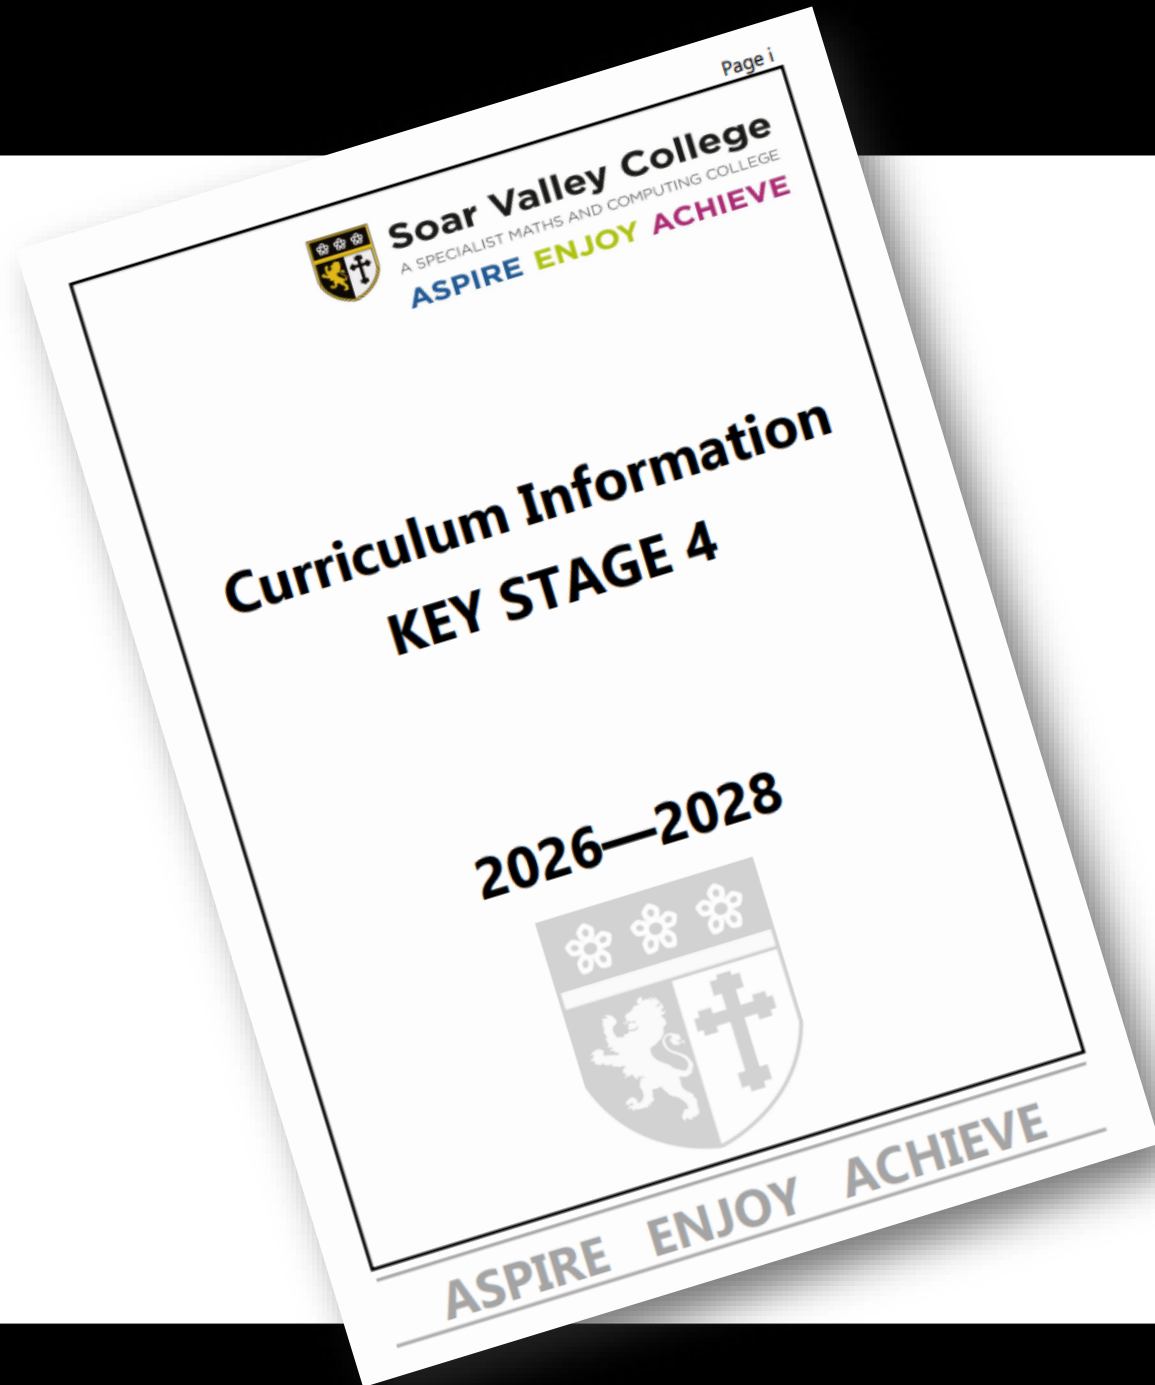 Page i
Soar Valley College
A SPECIALIST MATHS AND COMPUTING COLLEGE
ASPIRE ENJOY ACHIEVE
Curriculum Information
KEY STAGE 4
2026—2028
ASPIRE ENJOY ACHIEVE